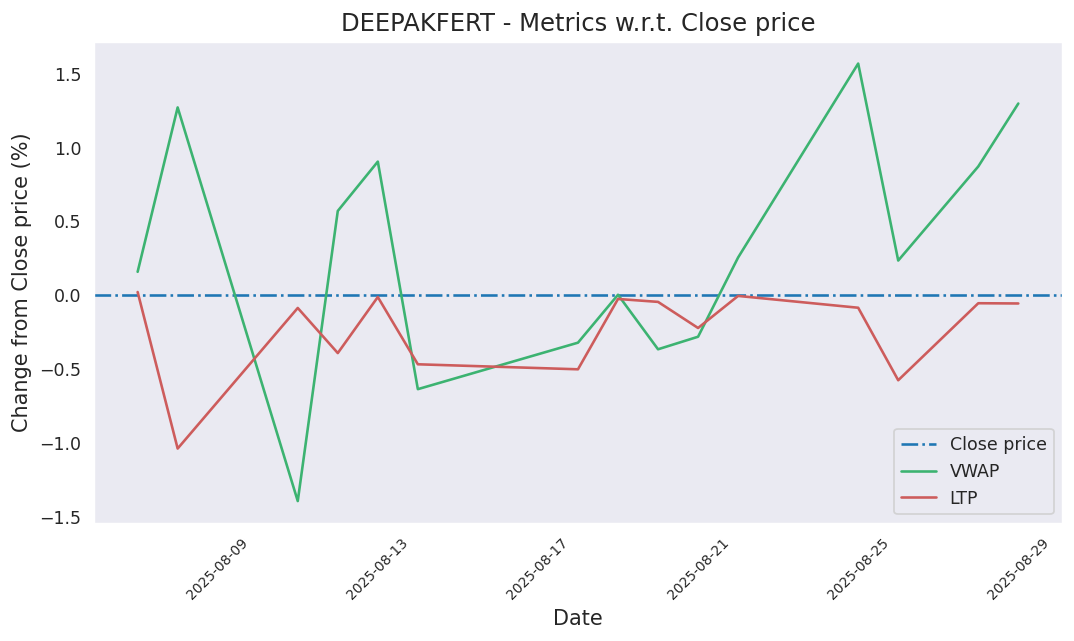 DEEPAKFERT - Metrics w.r.t. Close price
Change from Close price (%)
1.5
1.0
0.5
0.0
−0.5
−1.0
−1.5
Close price
VWAP
LTP
2025-08-09
2025-08-13
2025-08-17
2025-08-21
2025-08-25
2025-08-29
Date